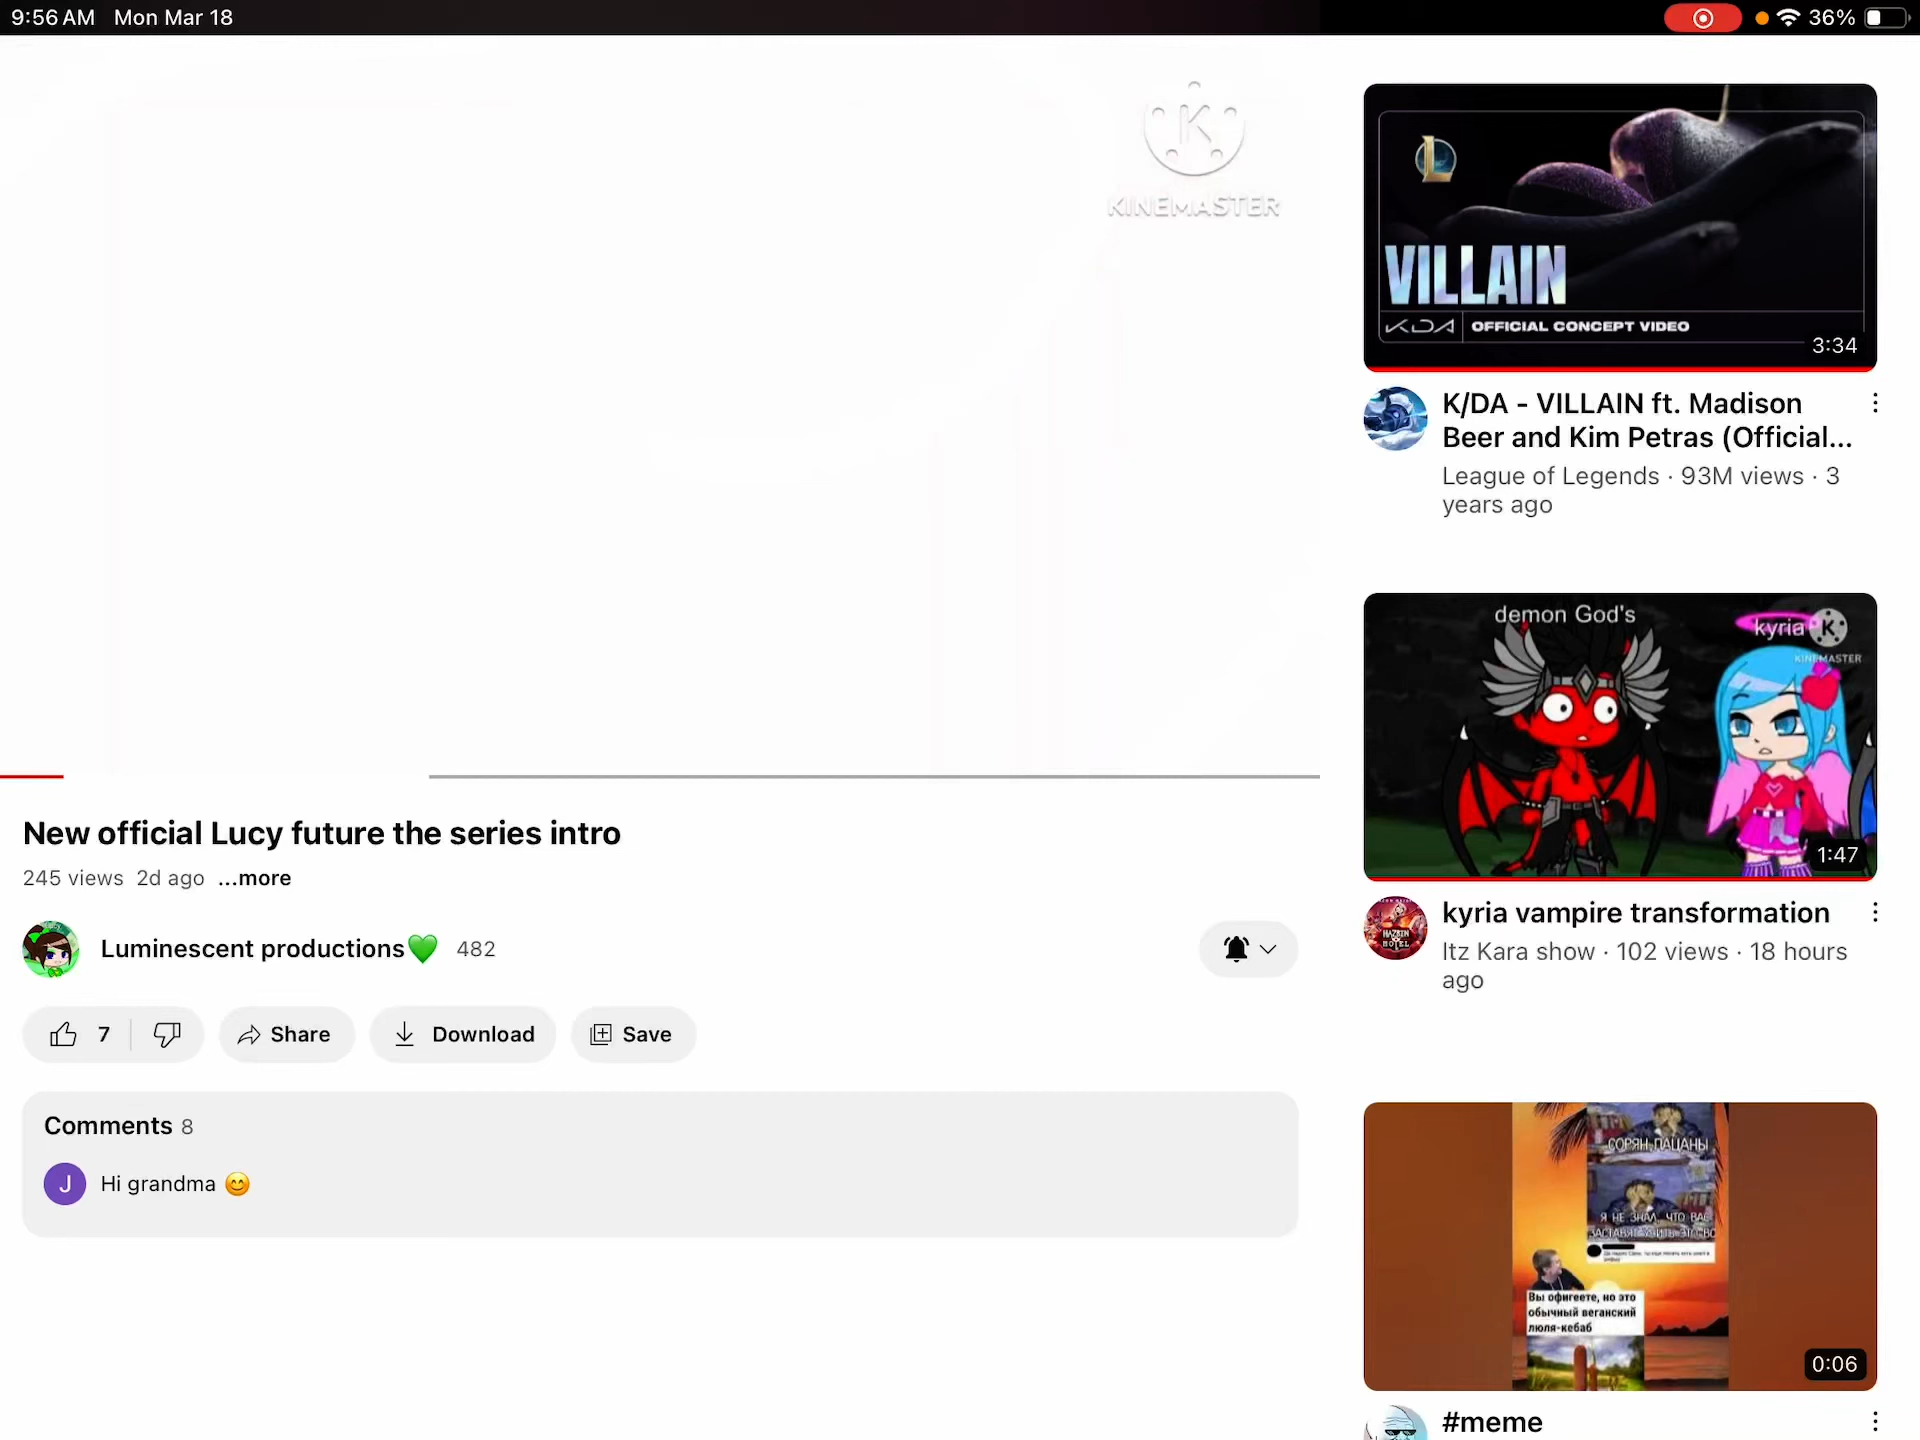 9:56 AM Mon Mar 18
36%
K
KINEMASTER
New official Lucy future the series intro
245 views 2d ago ...more
Luminescent productions💚 482
7
Share
Download
Save
Comments 8
J
Hi grandma 😊
L
VILLAIN
K/DA OFFICIAL CONCEPT VIDEO
3:34
K/DA - VILLAIN ft. Madison
Beer and Kim Petras (Official...
League of Legends · 93M views · 3
years ago
demon God's
kyria
K
KINEMASTER
1:47
HAZBIN
HOTEL
kyria vampire transformation
Itz Kara show · 102 views · 18 hours
ago
СОРЯН, ПАЦАНЫ
Я НЕ ЗНАЛ, ЧТО ВАС
Вы офигеете, но это
обычный веганский
люля-кебаб
0:06
#meme